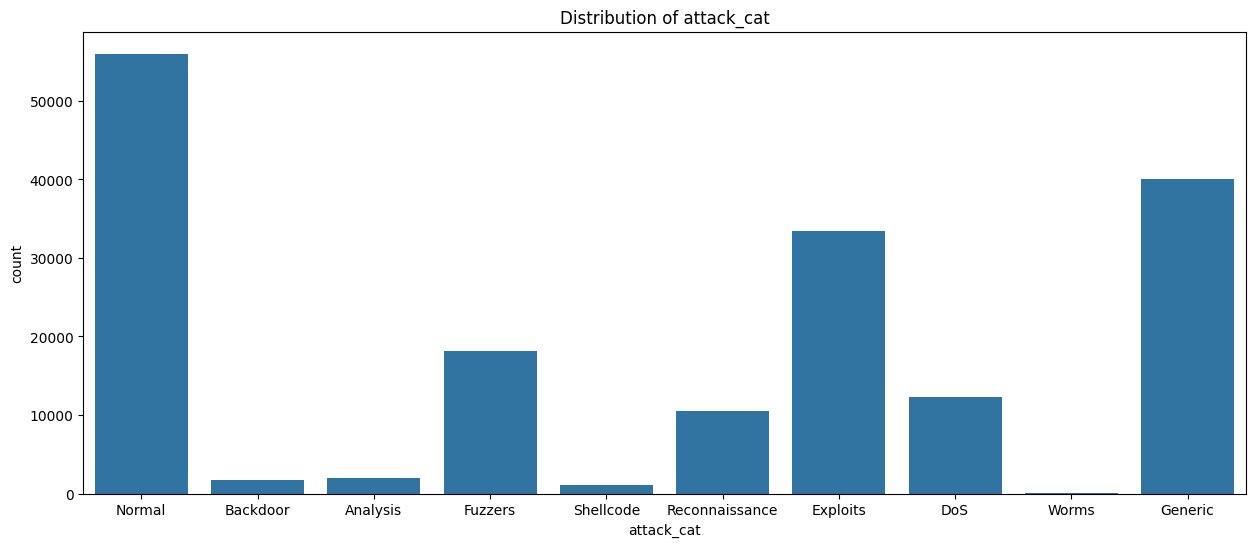 Distribution of attack_cat
50000
40000
30000
20000
10000
0
count
Normal Backdoor Analysis Fuzzers Shellcode Reconnaissance Exploits DoS Worms Generic
attack_cat